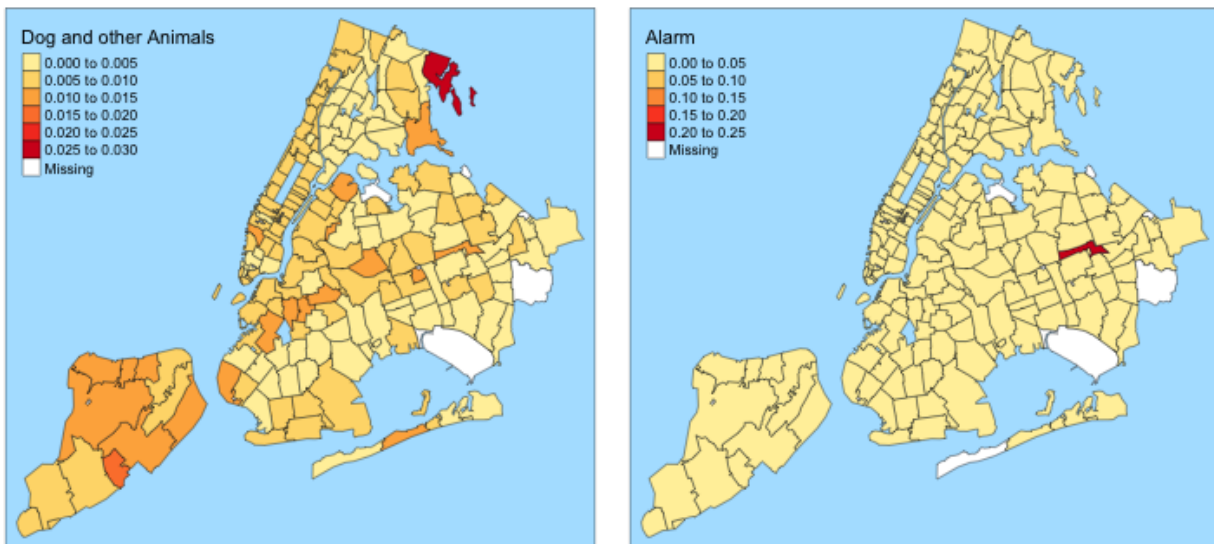 Dog and other Animals
0.000 to 0.005
0.005 to 0.010
0.010 to 0.015
0.015 to 0.020
0.020 to 0.025
0.025 to 0.030
Missing
Alarm
0.00 to 0.05
0.05 to 0.10
0.10 to 0.15
0.15 to 0.20
0.20 to 0.25
Missing